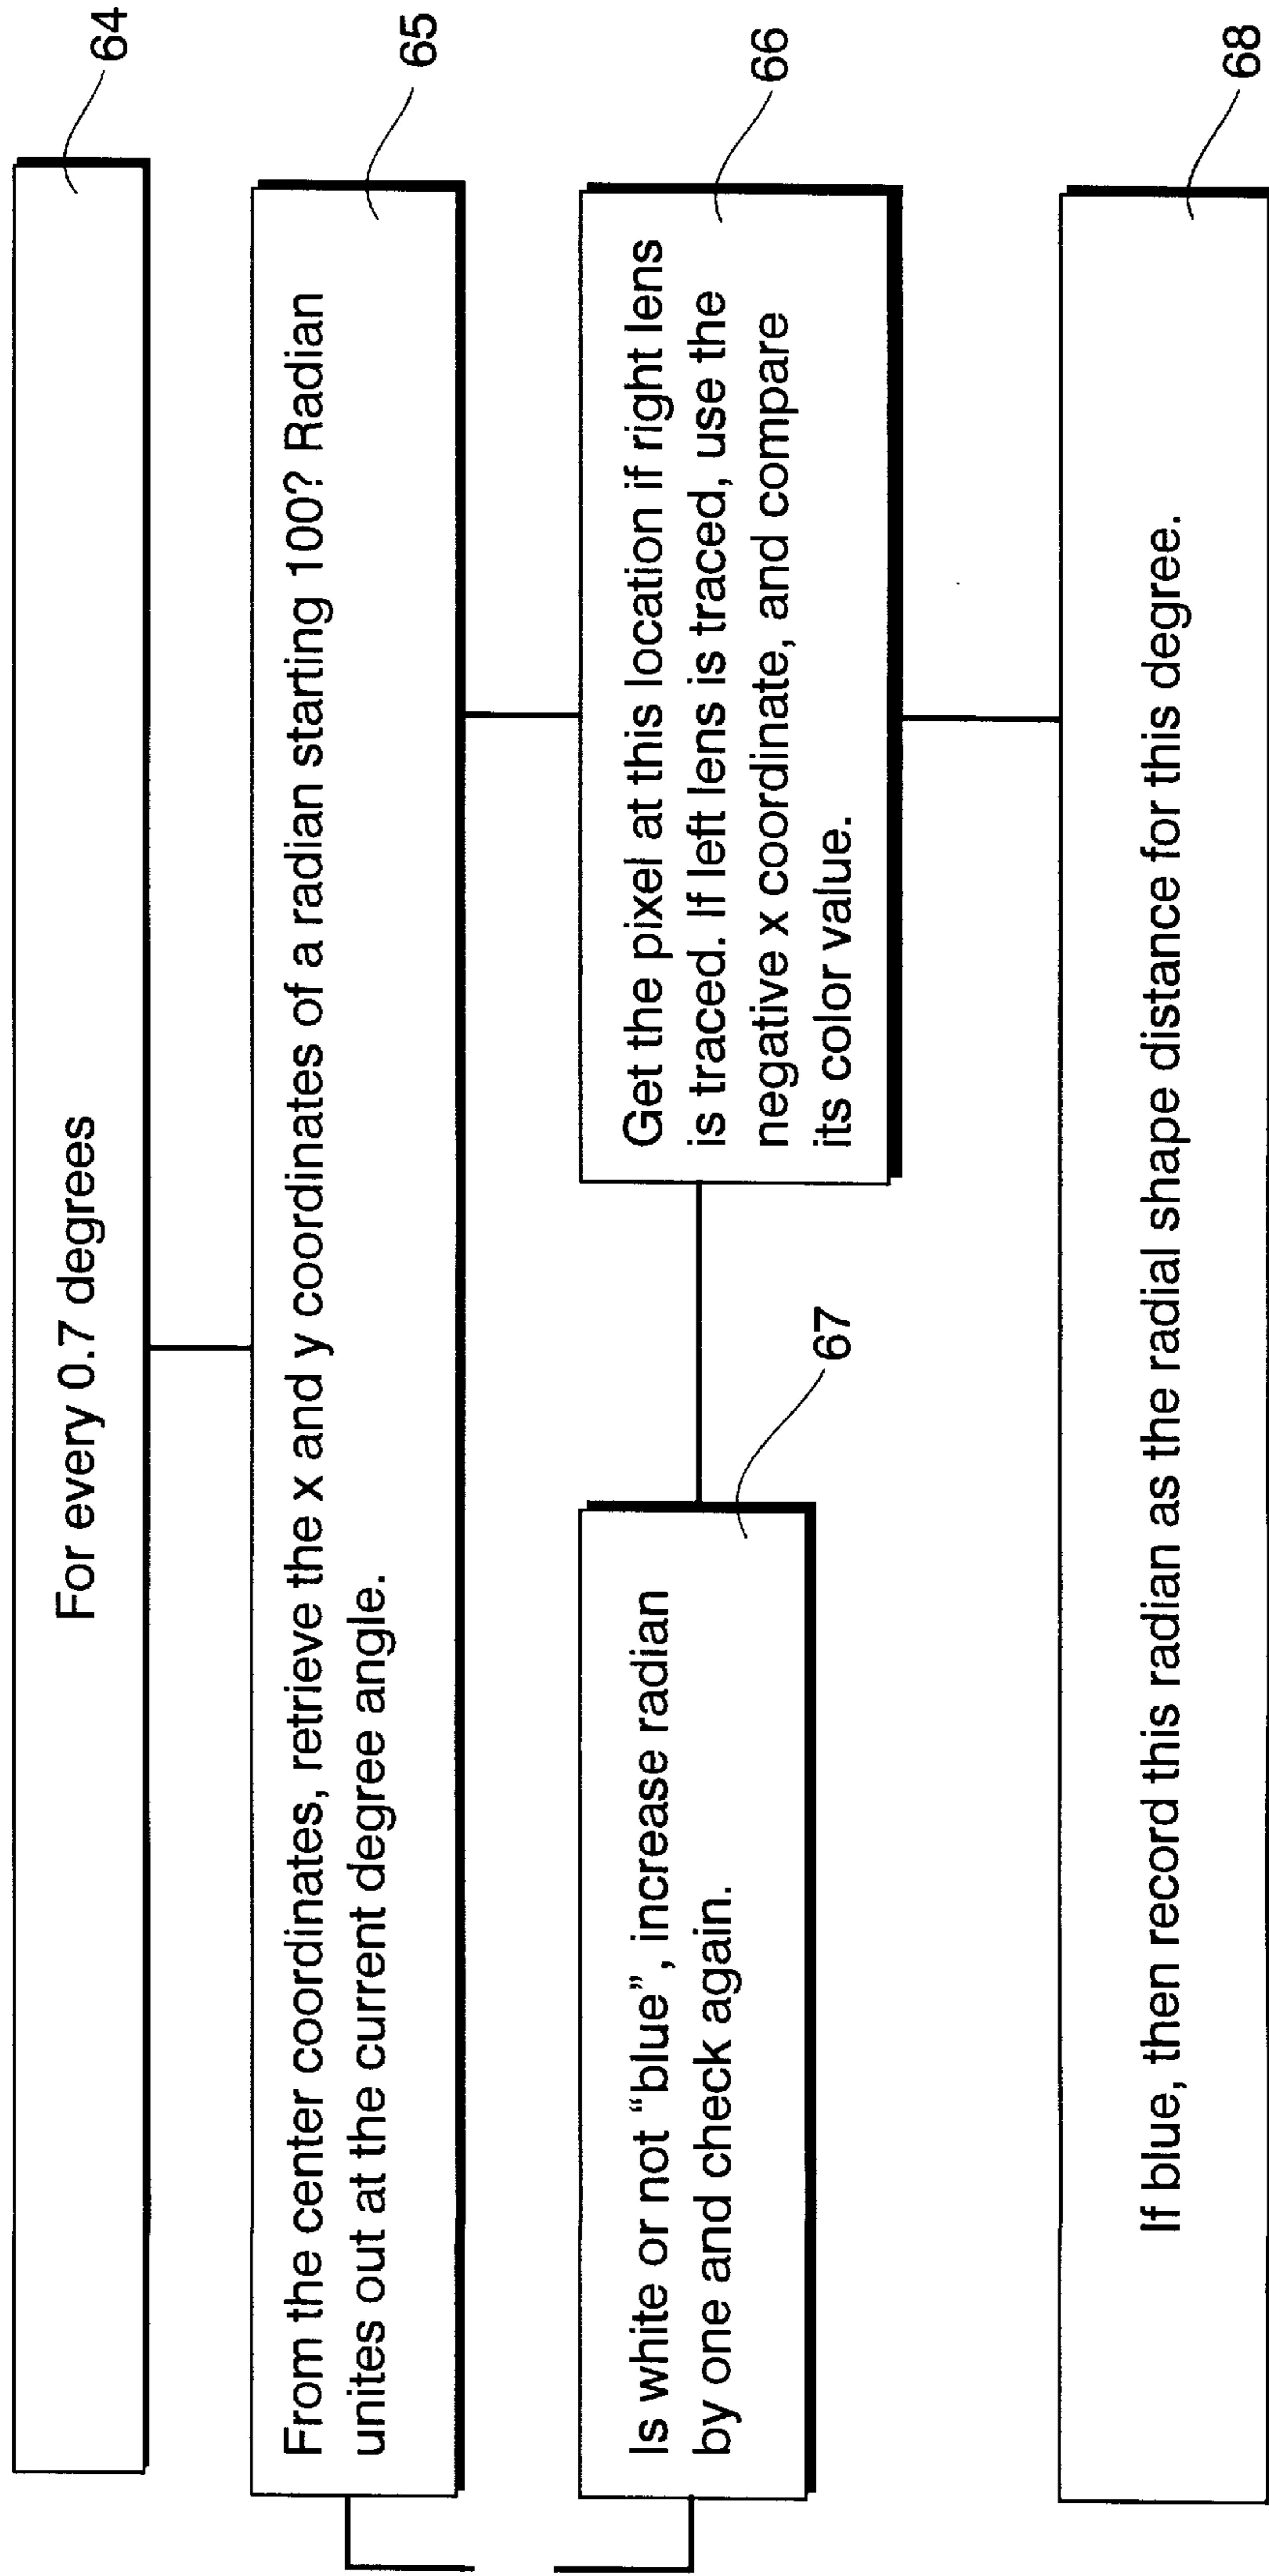 For every 0.7 degrees
64
From the center coordinates, retrieve the x and y coordinates of a radian starting 100? Radian
unites out at the current degree angle.
65
Get the pixel at this location if right lens
is traced. If left lens is traced, use the
negative x coordinate, and compare
its color value.
66
Is white or not “blue”, increase radian
by one and check again.
67
If blue, then record this radian as the radial shape distance for this degree.
68